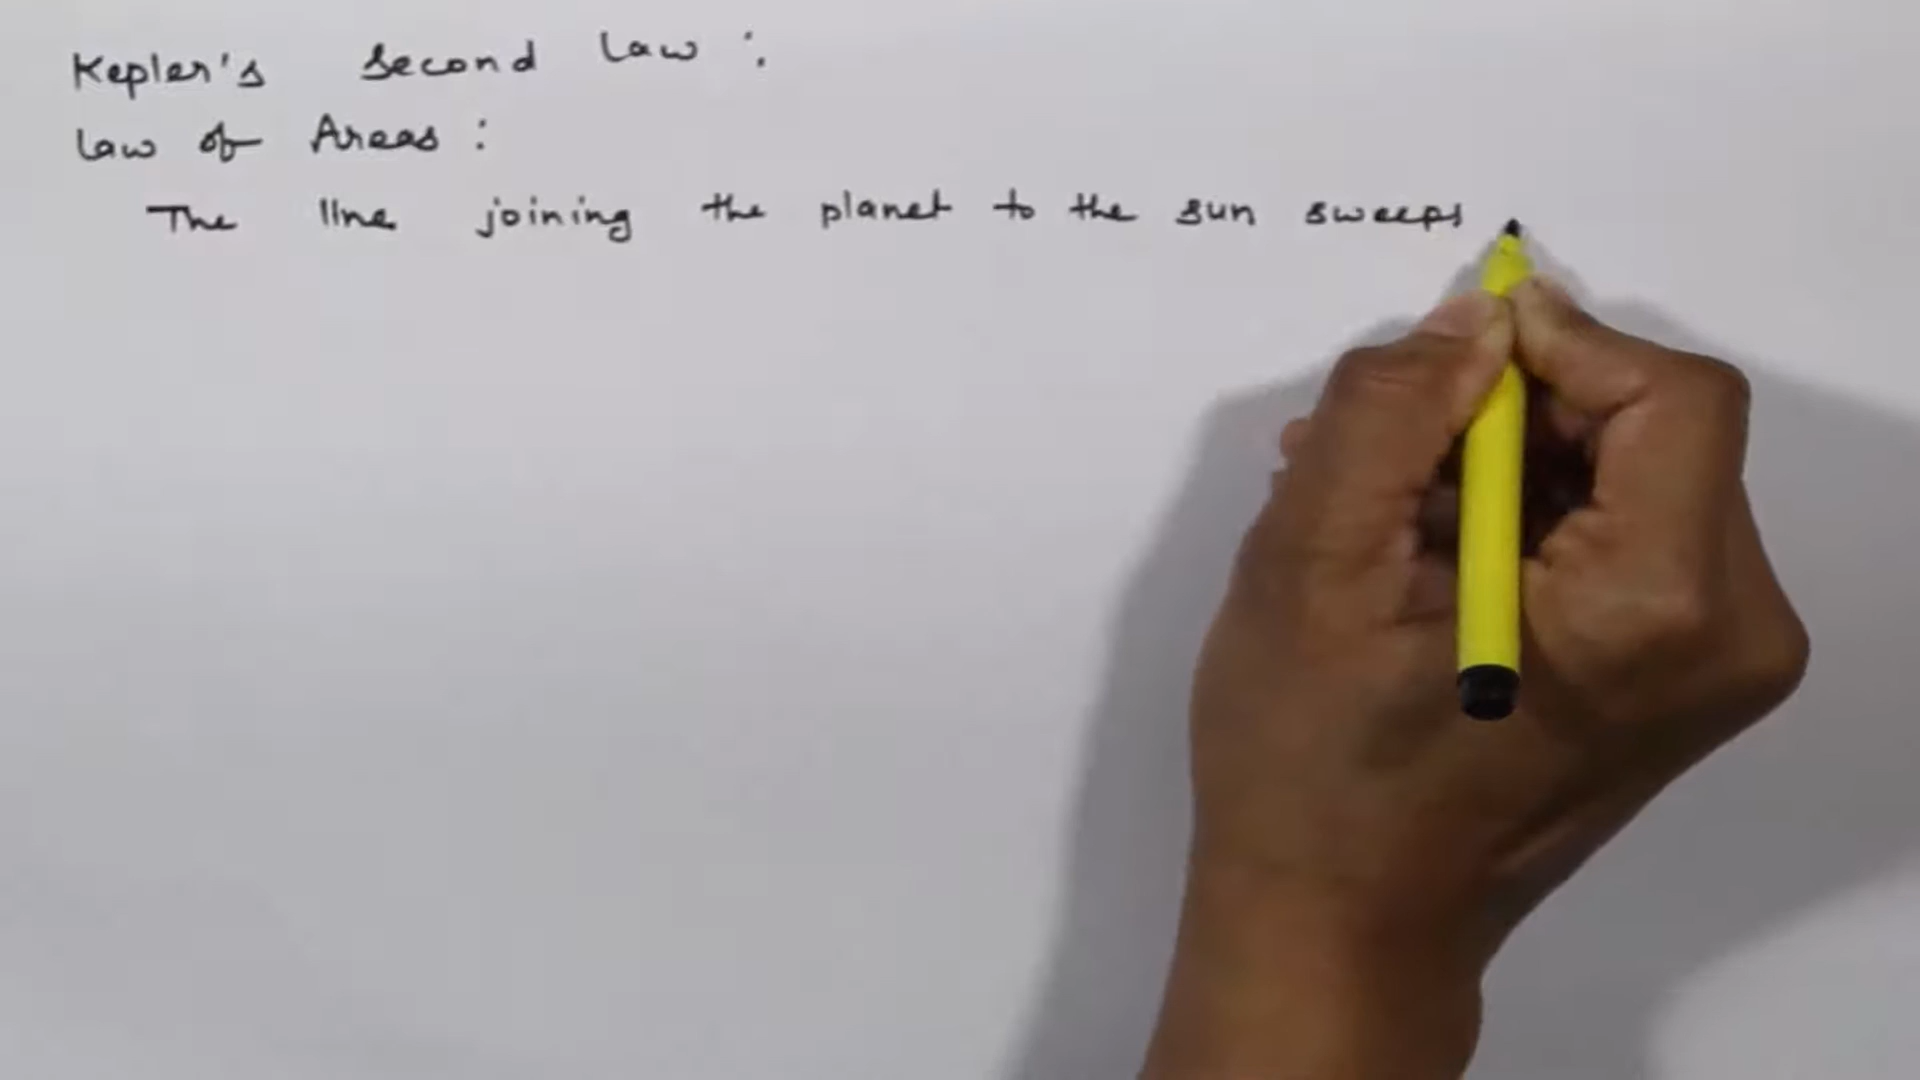 Kepler's second law :
law of Areas :
The line joining the planet to the sun sweeps